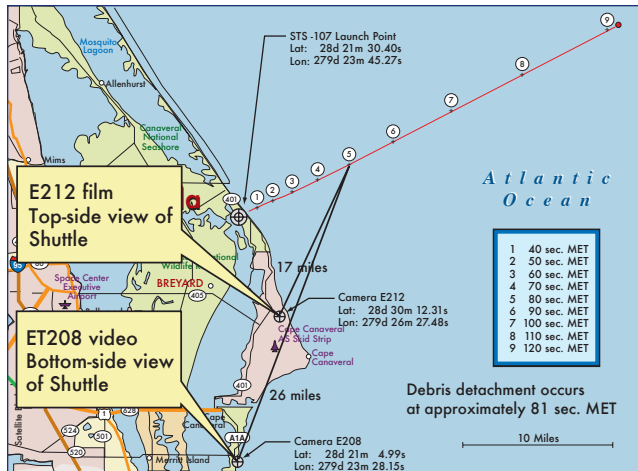 Mosquito
Lagoon
Allenhurst
Canaveral
National
Seashore
Mims
STS -107 Launch Point
Lat: 28d 21m 30.40s
Lon: 279d 23m 45.27s
1
2
3
4
5
6
7
8
9
401
a
E212 film
Top-side view of
Shuttle
Atlantic
Ocean
17 miles
95
Space Center
Executive
Airport
BREYARD
405
Camera E212
Lat: 28d 30m 12.31s
Lon: 279d 26m 27.48s
Cape Canaveral
AS Skid Strip
Cape
Canaveral
ET208 video
Bottom-side view
of Shuttle
26 miles
401
1 40 sec. MET
2 50 sec. MET
3 60 sec. MET
4 70 sec. MET
5 80 sec. MET
6 90 sec. MET
7 100 sec. MET
8 110 sec. MET
9 120 sec. MET
Debris detachment occurs
at approximately 81 sec. MET
10 Miles
1
528
524
501
520
A1A
Merritt Island
Camera E208
Lat: 28d 21m 4.99s
Lon: 279d 23m 28.15s